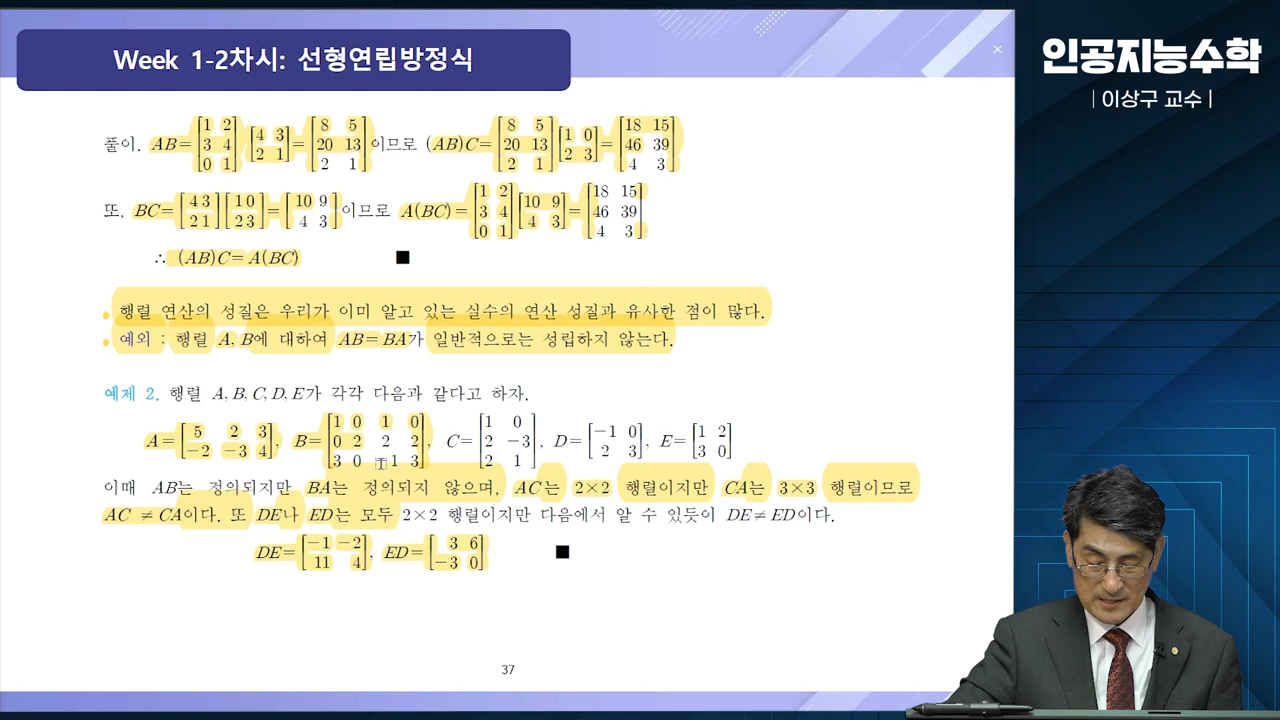 Week 1-2차시: 선형연립방정식
인공지능수학
| 이상구 교수 |
풀이. AB=[1 2; 3 4; 0 1][4 3; 2 1]=[8 5; 20 13; 2 1]이므로 (AB)C=[8 5; 20 13; 2 1][1 0; 2 3]=[18 15; 46 39; 4 3]
또, BC=[4 3; 2 1][1 0; 2 3]=[10 9; 4 3]이므로 A(BC)=[1 2; 3 4; 0 1][10 9; 4 3]=[18 15; 46 39; 4 3]
∴ (AB)C=A(BC) ■
• 행렬 연산의 성질은 우리가 이미 알고 있는 실수의 연산 성질과 유사한 점이 많다.
• 예외 : 행렬 A, B에 대하여 AB=BA가 일반적으로는 성립하지 않는다.
예제 2. 행렬 A, B, C, D, E가 각각 다음과 같다고 하자.
A=[5 2 3; -2 -3 4], B=[1 0 1 0; 0 2 2 2; 3 0 -1 3], C=[1 0; 2 -3; 2 1], D=[-1 0; 2 3], E=[1 2; 3 0]
이때 AB는 정의되지만 BA는 정의되지 않으며, AC는 2×2 행렬이지만 CA는 3×3 행렬이므로
AC ≠ CA이다. 또 DE나 ED는 모두 2×2 행렬이지만 다음에서 알 수 있듯이 DE≠ED이다.
DE=[-1 -2; 11 4], ED=[3 6; -3 0] ■
37